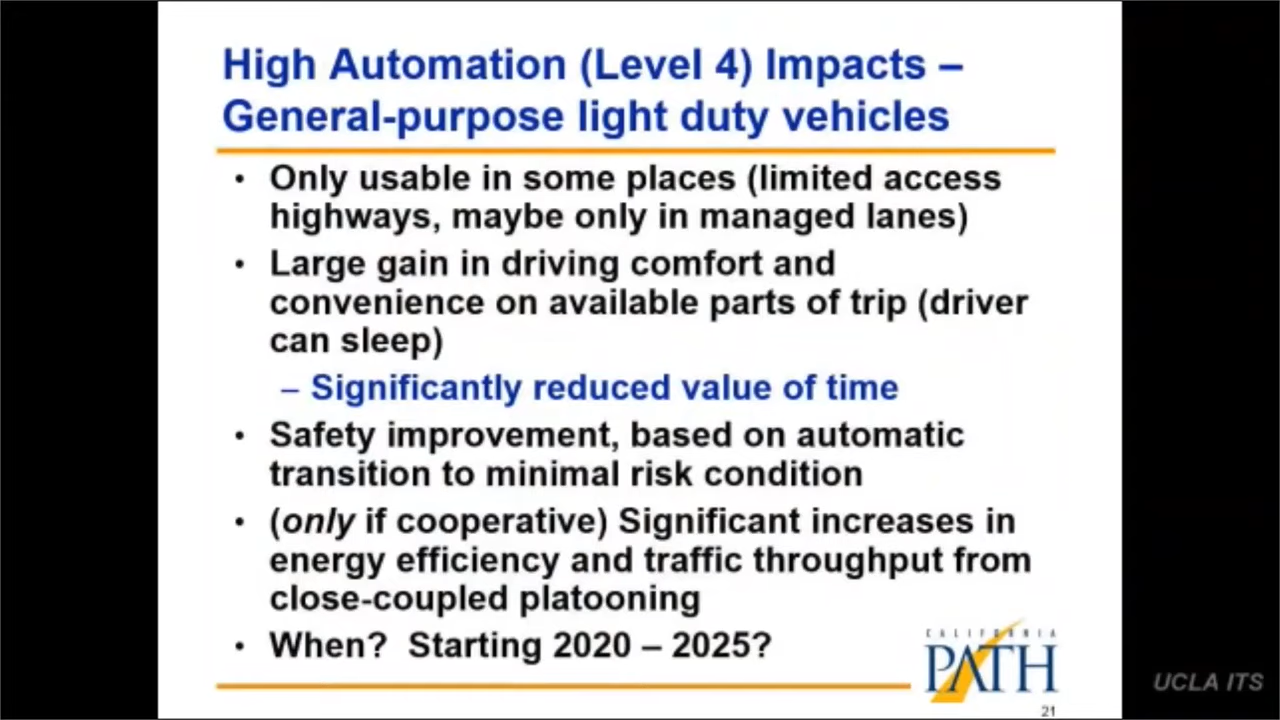 High Automation (Level 4) Impacts –
General-purpose light duty vehicles
• Only usable in some places (limited access
highways, maybe only in managed lanes)
• Large gain in driving comfort and
convenience on available parts of trip (driver
can sleep)
– Significantly reduced value of time
• Safety improvement, based on automatic
transition to minimal risk condition
• (only if cooperative) Significant increases in
energy efficiency and traffic throughput from
close-coupled platooning
• When? Starting 2020 – 2025?
CALIFORNIA
PATH
UCLA ITS
21